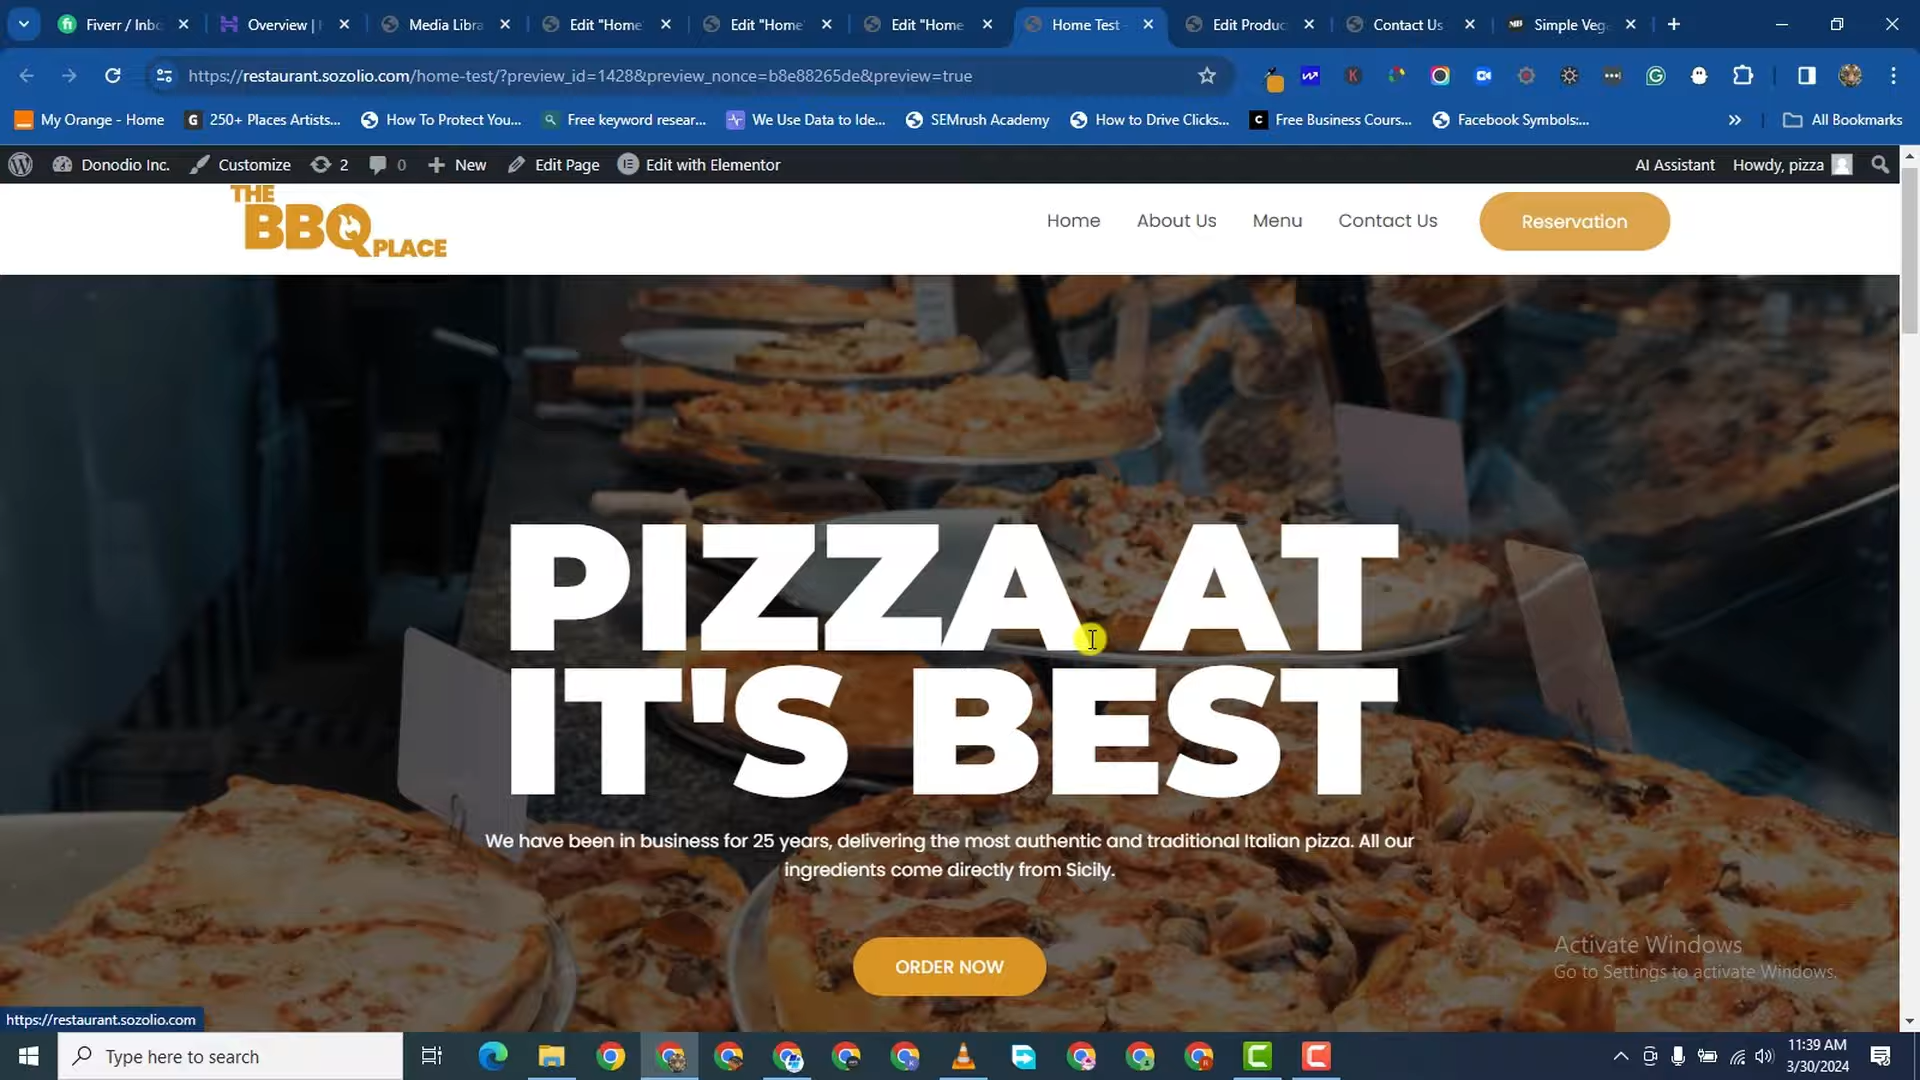 Fiverr / Inbo
Overview |
Media Libra
Edit "Home
Edit "Home
Edit "Home
Home Test -
Edit Produc
Contact Us
Simple Veg
https://restaurant.sozolio.com/home-test/?preview_id=1428&preview_nonce=b8e88265de&preview=true
My Orange - Home
250+ Places Artists...
How To Protect You...
Free keyword resear...
We Use Data to Ide...
SEMrush Academy
How to Drive Clicks...
Free Business Cours...
Facebook Symbols:...
All Bookmarks
Donodio Inc.
Customize
2
0
New
Edit Page
Edit with Elementor
AI Assistant
Howdy, pizza
THE
BBQ PLACE
Home
About Us
Menu
Contact Us
Reservation
PIZZA AT
IT'S BEST
We have been in business for 25 years, delivering the most authentic and traditional Italian pizza. All our
ingredients come directly from Sicily.
ORDER NOW
Activate Windows
Go to Settings to activate Windows.
https://restaurant.sozolio.com
Type here to search
11:39 AM
3/30/2024